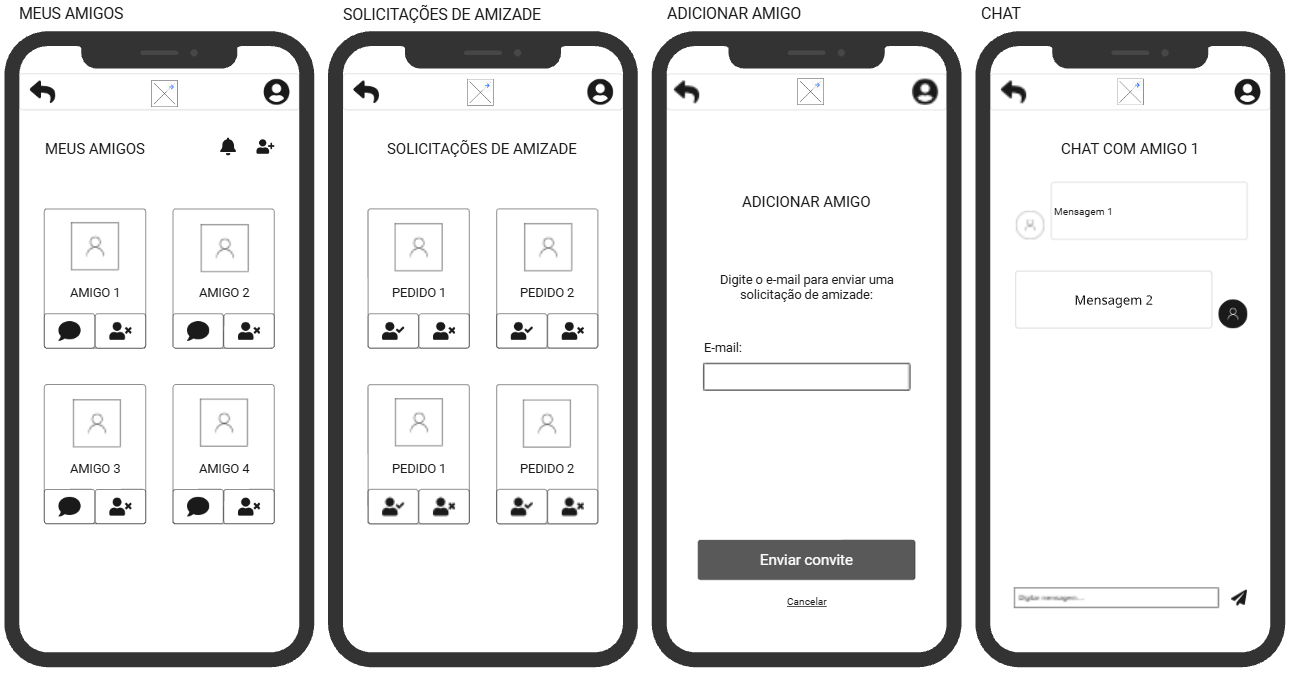 MEUS AMIGOS
SOLICITAÇÕES DE AMIZADE
ADICIONAR AMIGO
CHAT
MEUS AMIGOS
AMIGO 1
AMIGO 2
AMIGO 3
AMIGO 4
SOLICITAÇÕES DE AMIZADE
PEDIDO 1
PEDIDO 2
PEDIDO 1
PEDIDO 2
ADICIONAR AMIGO
Digite o e-mail para enviar uma
solicitação de amizade:
E-mail:
Enviar convite
Cancelar
CHAT COM AMIGO 1
Mensagem 1
Mensagem 2
Digitar mensagem...